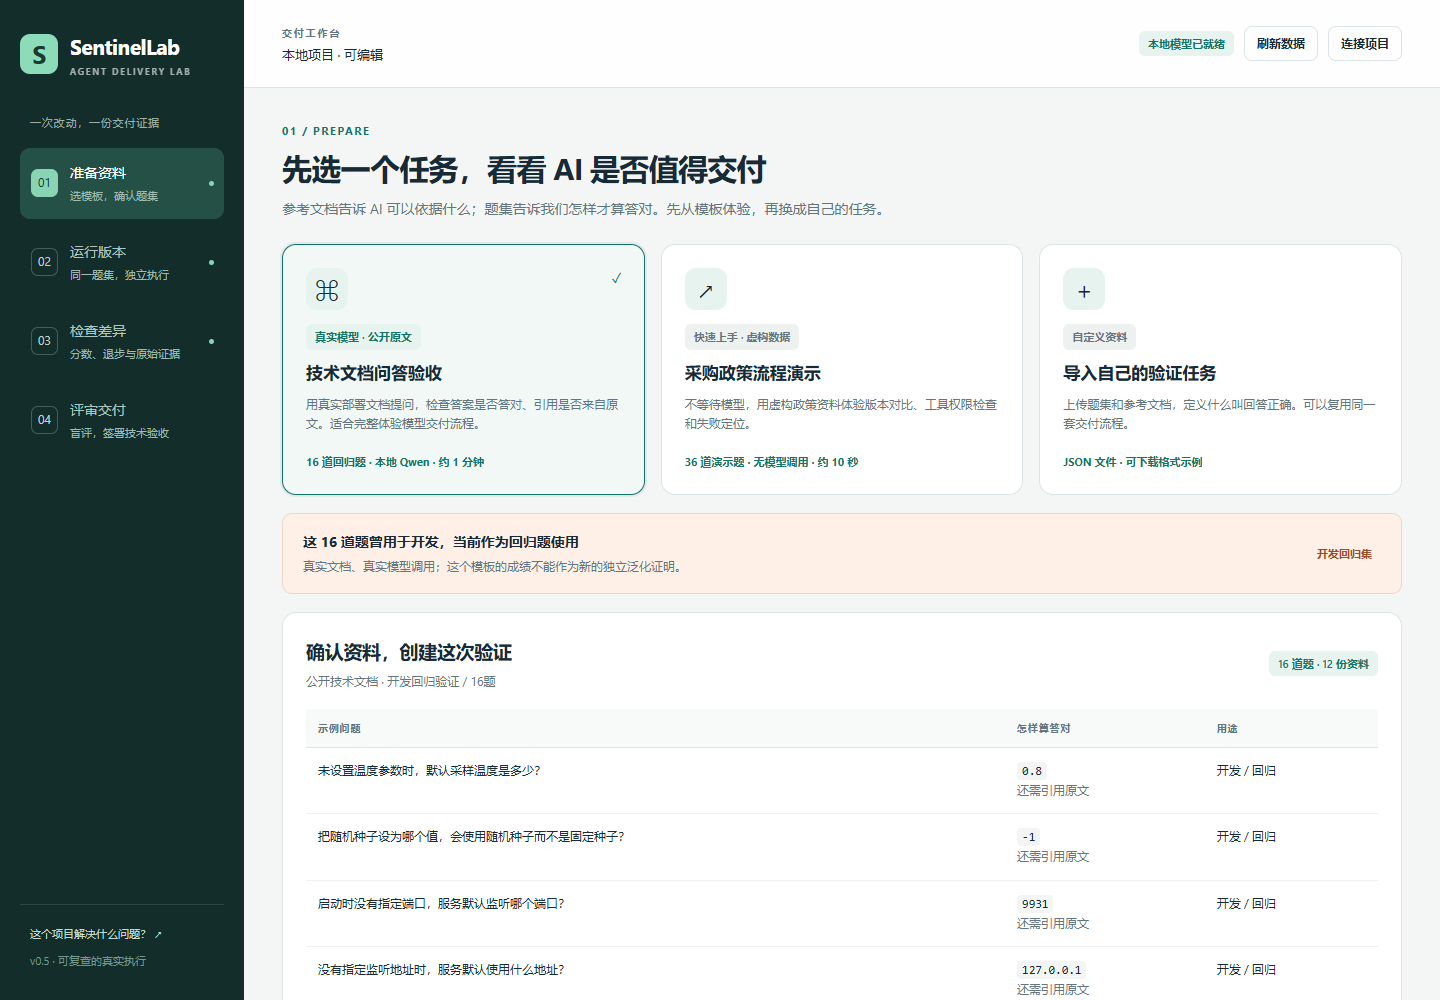 S
SentinelLab
AGENT DELIVERY LAB
一次改动，一份交付证据
01
准备资料
选模板，确认题集
02
运行版本
同一题集，独立执行
03
检查差异
分数、退步与原始证据
04
评审交付
盲评，签署技术验收
这个项目解决什么问题？ ↗
v0.5 · 可复查的真实执行
交付工作台
本地项目 · 可编辑
本地模型已就绪
刷新数据
连接项目
01 / PREPARE
先选一个任务，看看 AI 是否值得交付
参考文档告诉 AI 可以依据什么；题集告诉我们怎样才算答对。先从模板体验，再换成自己的任务。
⌘
✓
真实模型 · 公开原文
技术文档问答验收
用真实部署文档提问，检查答案是否答对、引用是否来自原
文。适合完整体验模型交付流程。
16 道回归题 · 本地 Qwen · 约 1 分钟
↗
快速上手 · 虚构数据
采购政策流程演示
不等待模型，用虚构政策资料体验版本对比、工具权限检查
和失败定位。
36 道演示题 · 无模型调用 · 约 10 秒
+
自定义资料
导入自己的验证任务
上传题集和参考文档，定义什么叫回答正确。可以复用同一
套交付流程。
JSON 文件 · 可下载格式示例
这 16 道题曾用于开发，当前作为回归题使用
真实文档、真实模型调用；这个模板的成绩不能作为新的独立泛化证明。
开发回归集
确认资料，创建这次验证
公开技术文档 · 开发回归验证 / 16题
16 道题 · 12 份资料
示例问题 怎样算答对 用途
未设置温度参数时，默认采样温度是多少？ 0.8 开发 / 回归
还需引用原文
把随机种子设为哪个值，会使用随机种子而不是固定种子？ -1 开发 / 回归
还需引用原文
启动时没有指定端口，服务默认监听哪个端口？ 9931 开发 / 回归
还需引用原文
没有指定监听地址时，服务默认使用什么地址？ 127.0.0.1 开发 / 回归
还需引用原文